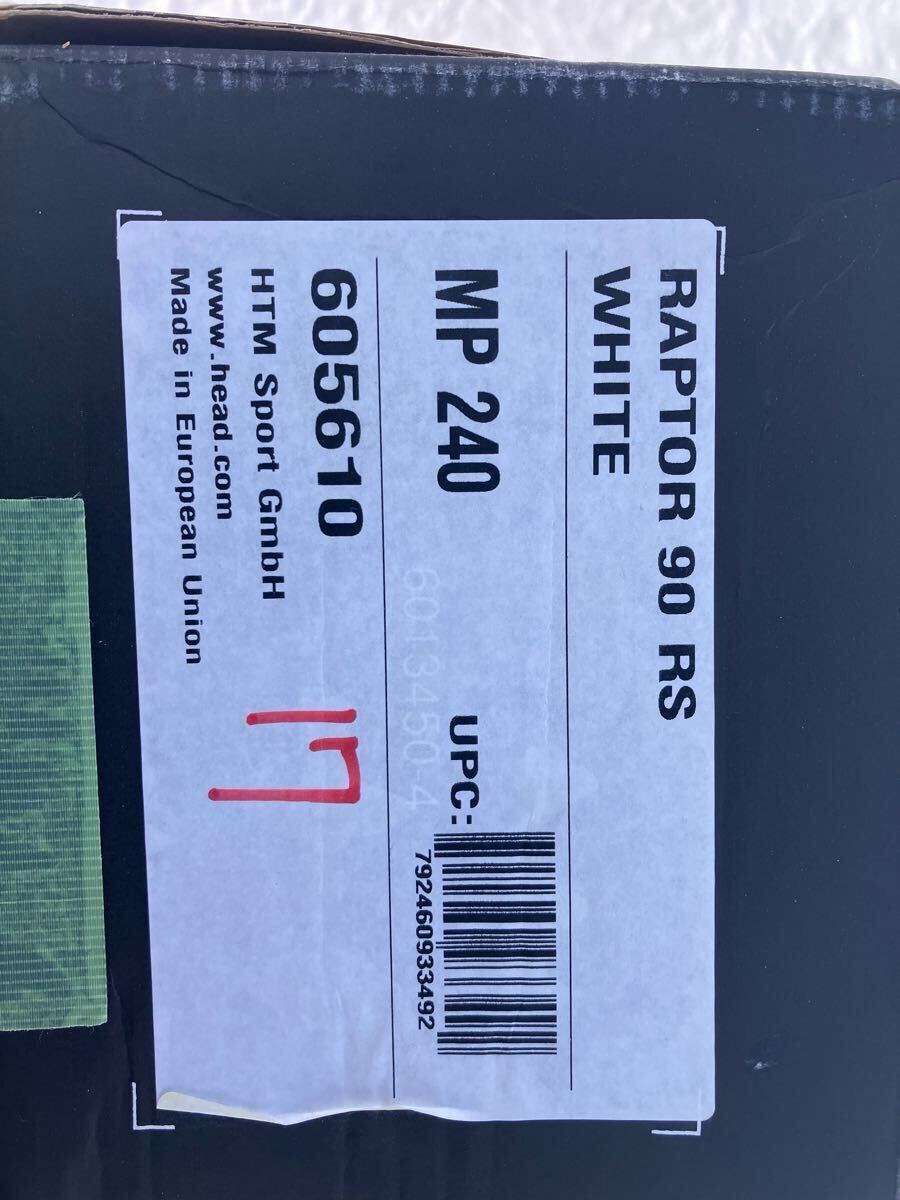 RAPTOR 90 RS
WHITE
MP 240
UPC:
792460933492
605610
HTM Sport GmbH
www.head.com
Made in European Union
17